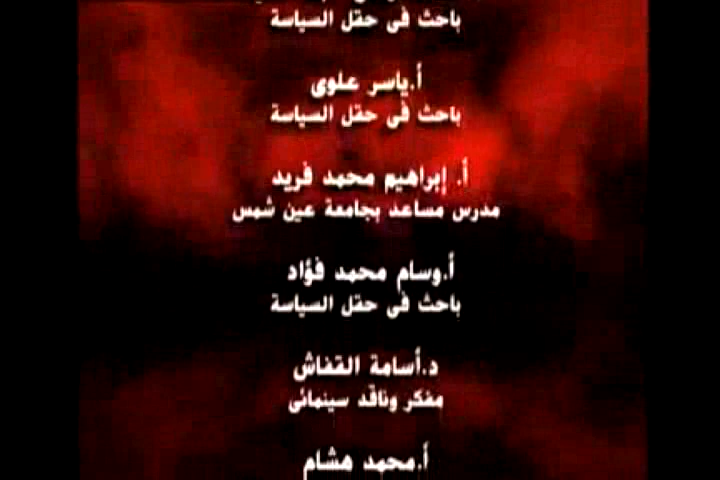 باحث فى حقل السياسة
أ.ياسر علوى
باحث فى حقل السياسة
أ. إبراهيم محمد فريد
مدرس مساعد بجامعة عين شمس
أ.وسام محمد فؤاد
باحث فى حقل السياسة
د.أسامة القفاش
مفكر وناقد سينمائى
أ.محمد هشام